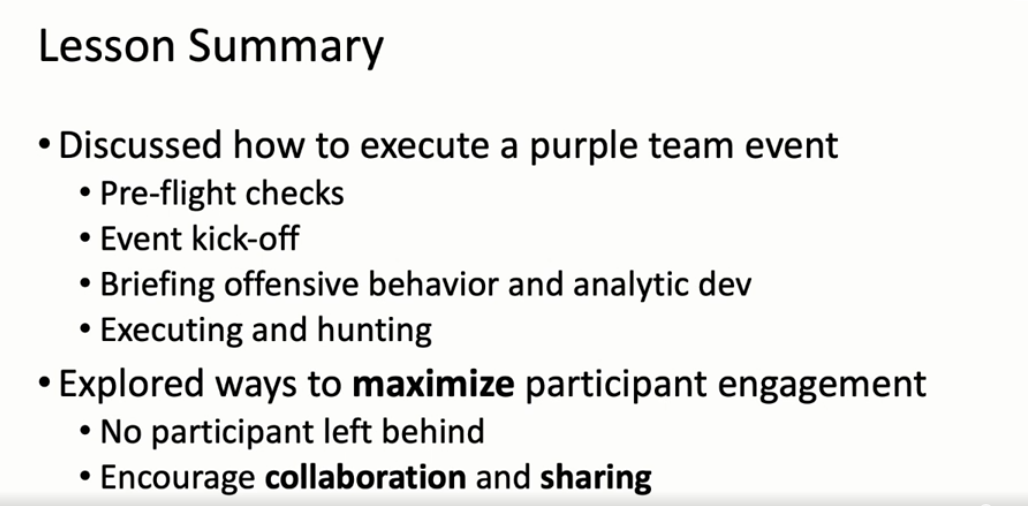 Lesson Summary
• Discussed how to execute a purple team event
• Pre-flight checks
• Event kick-off
• Briefing offensive behavior and analytic dev
• Executing and hunting
• Explored ways to maximize participant engagement
• No participant left behind
• Encourage collaboration and sharing